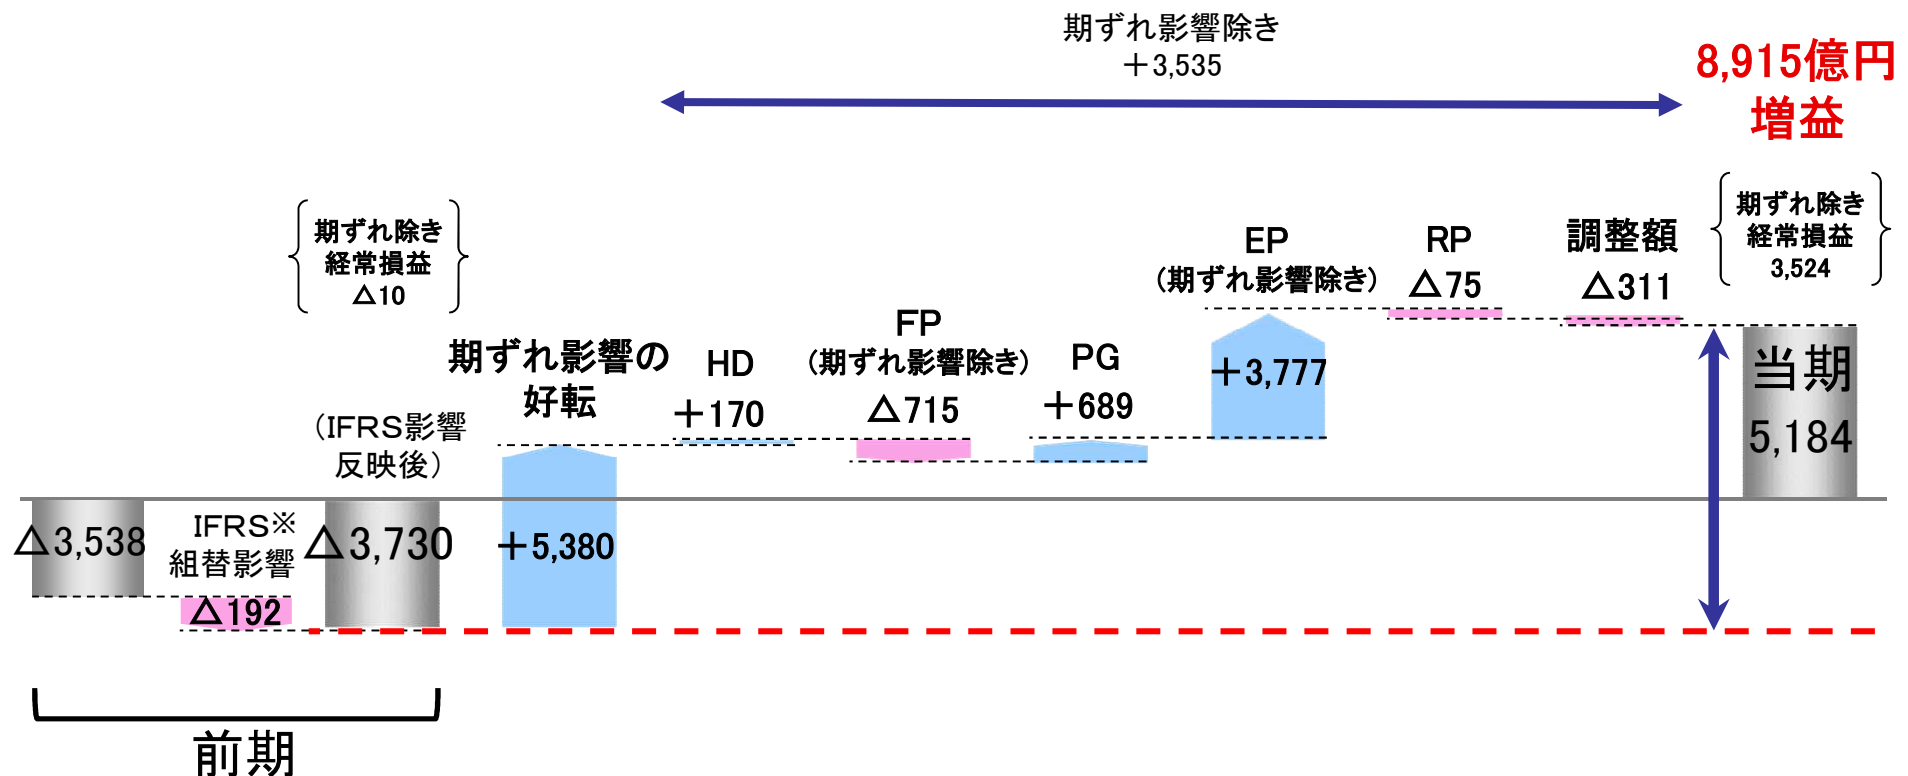 期ずれ影響除き
＋3,535
8,915億円
増益
期ずれ除き
経常損益
△10
期ずれ除き
経常損益
3,524
期ずれ影響の
好転
＋5,380
HD
＋170
FP
(期ずれ影響除き)
△715
PG
＋689
EP
(期ずれ影響除き)
＋3,777
RP
△75
調整額
△311
当期
5,184
△3,538
IFRS※
組替影響
△192
(IFRS影響
反映後)
△3,730
前期